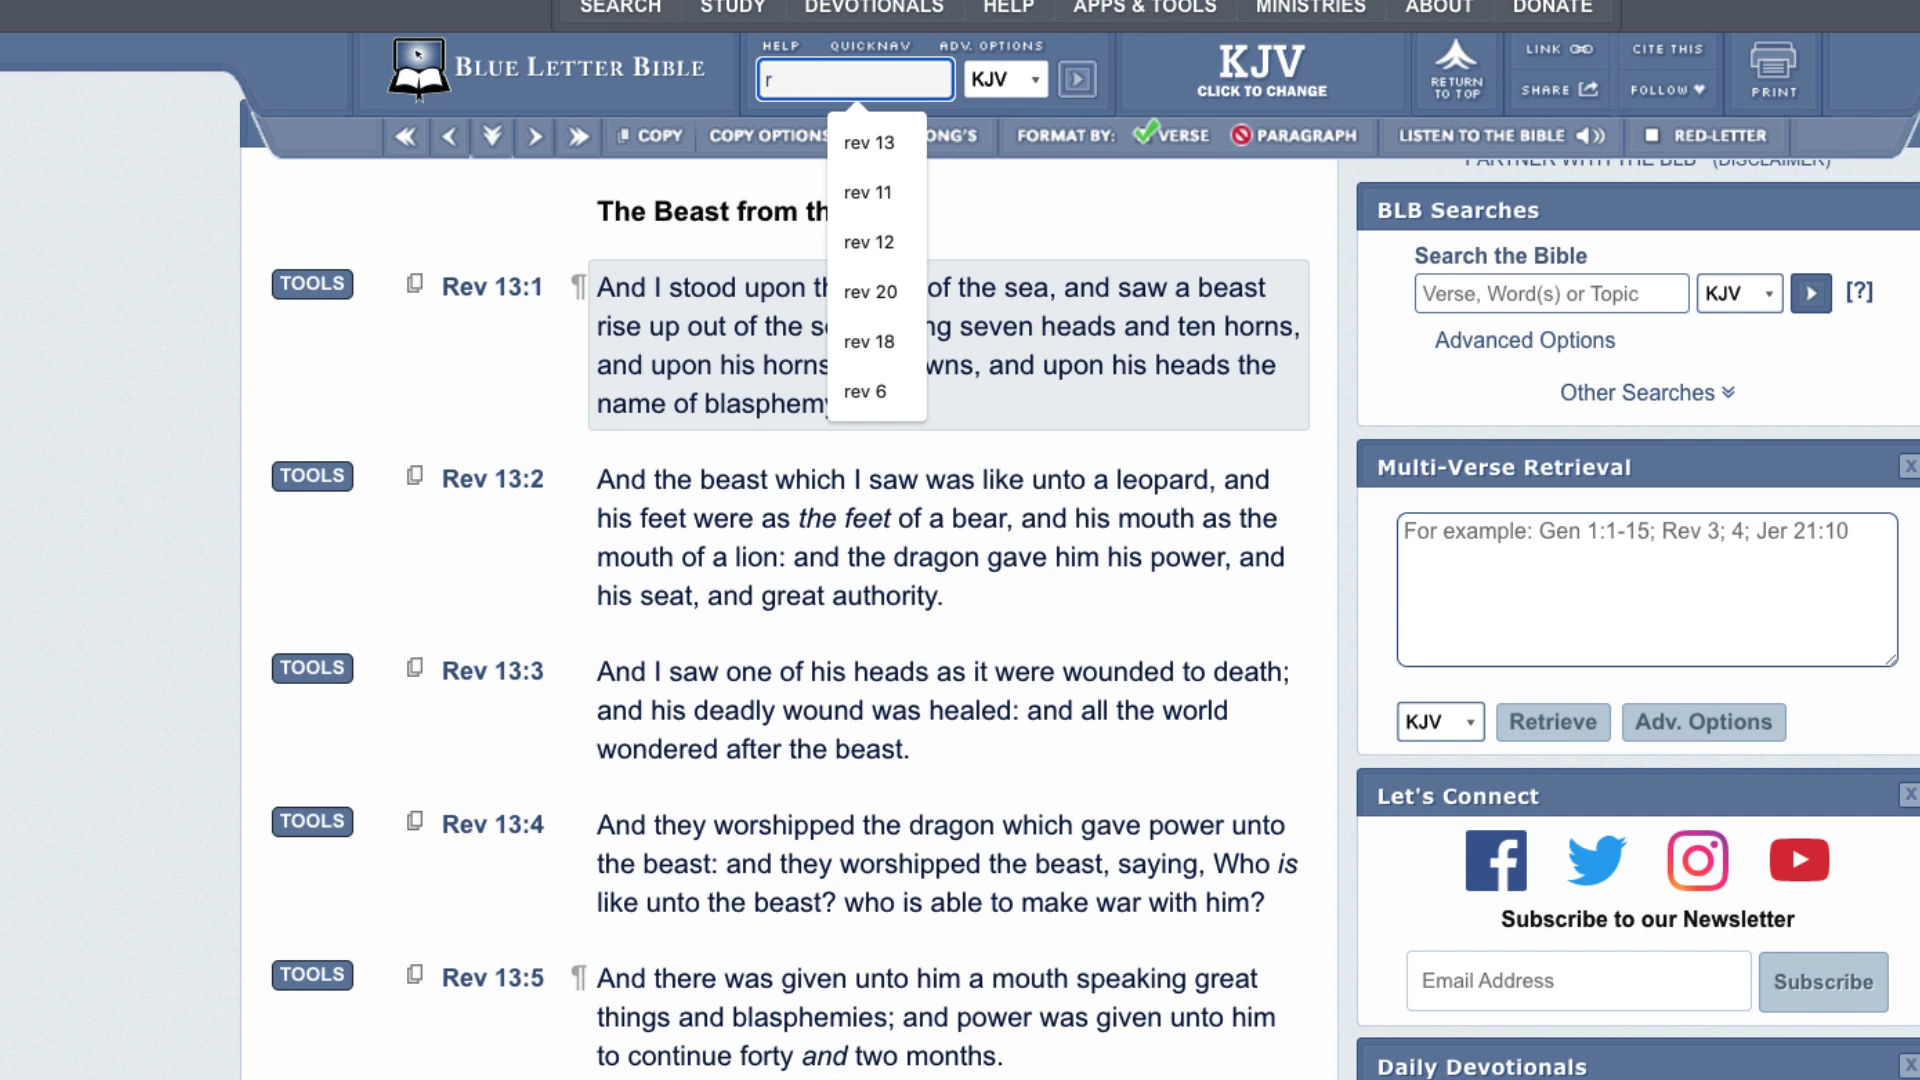 SEARCH STUDY DEVOTIONALS HELP APPS & TOOLS MINISTRIES ABOUT DONATE
BLUE LETTER BIBLE
HELP QUICKNAV ADV. OPTIONS
r
KJV
KJV
CLICK TO CHANGE
RETURN
TO TOP
LINK
SHARE
CITE THIS
FOLLOW
PRINT
COPY COPY OPTIONS ONG'S FORMAT BY: VERSE PARAGRAPH LISTEN TO THE BIBLE RED-LETTER
rev 13
rev 11
rev 12
rev 20
rev 18
rev 6
The Beast from th
TOOLS Rev 13:1 ¶ And I stood upon th of the sea, and saw a beast
rise up out of the s ng seven heads and ten horns,
and upon his horns wns, and upon his heads the
name of blasphemy
TOOLS Rev 13:2 And the beast which I saw was like unto a leopard, and
his feet were as the feet of a bear, and his mouth as the
mouth of a lion: and the dragon gave him his power, and
his seat, and great authority.
TOOLS Rev 13:3 And I saw one of his heads as it were wounded to death;
and his deadly wound was healed: and all the world
wondered after the beast.
TOOLS Rev 13:4 And they worshipped the dragon which gave power unto
the beast: and they worshipped the beast, saying, Who is
like unto the beast? who is able to make war with him?
TOOLS Rev 13:5 ¶ And there was given unto him a mouth speaking great
things and blasphemies; and power was given unto him
to continue forty and two months.
PARTNER WITH THE BLB (DISCLAIMER)
BLB Searches
Search the Bible
Verse, Word(s) or Topic KJV [?]
Advanced Options
Other Searches
Multi-Verse Retrieval X
For example: Gen 1:1-15; Rev 3; 4; Jer 21:10
KJV Retrieve Adv. Options
Let's Connect X
Subscribe to our Newsletter
Email Address Subscribe
Daily Devotionals X